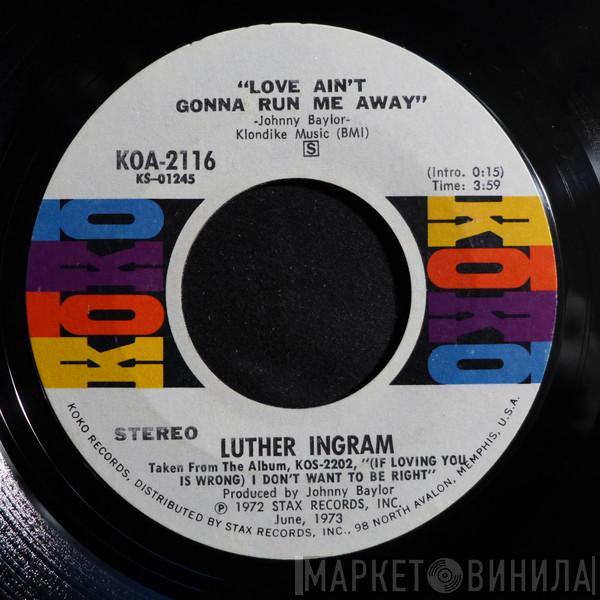 "LOVE AIN'T
GONNA RUN ME AWAY"
-Johnny Baylor-
Klondike Music (BMI)
S
KOA-2116
KS-01245
(Intro. 0:15)
Time: 3:59
KOKO
KOKO
STEREO
LUTHER INGRAM
Taken From The Album, KOS-2202, "(IF LOVING YOU
IS WRONG) I DON'T WANT TO BE RIGHT"
Produced by Johnny Baylor
℗ 1972 STAX RECORDS, INC.
June, 1973
KOKO RECORDS, DISTRIBUTED BY STAX RECORDS, INC., 98 NORTH AVALON, MEMPHIS, U.S.A.
МАРКЕТ ВИНИЛА